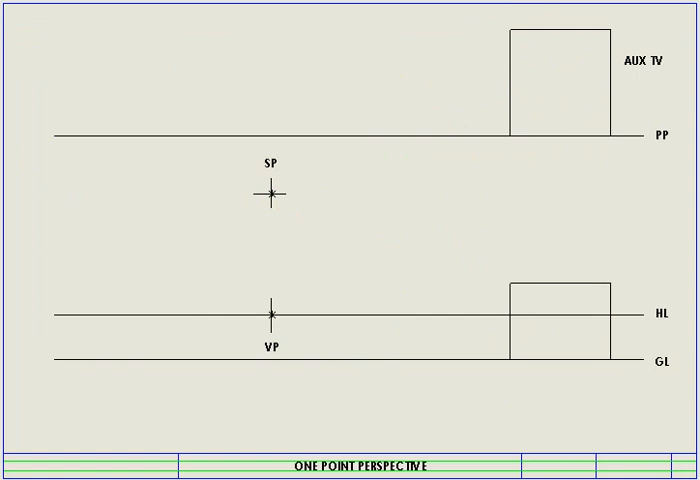 AUX TV
PP
SP
HL
VP
GL
ONE POINT PERSPECTIVE